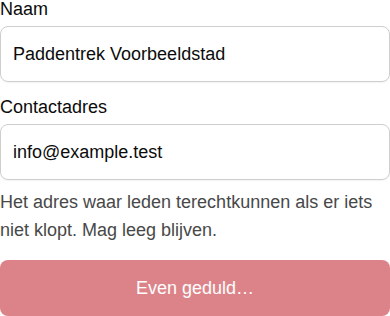 Naam
Paddentrek Voorbeeldstad
Contactadres
info@example.test
Het adres waar leden terechtkunnen als er iets
niet klopt. Mag leeg blijven.
Even geduld…